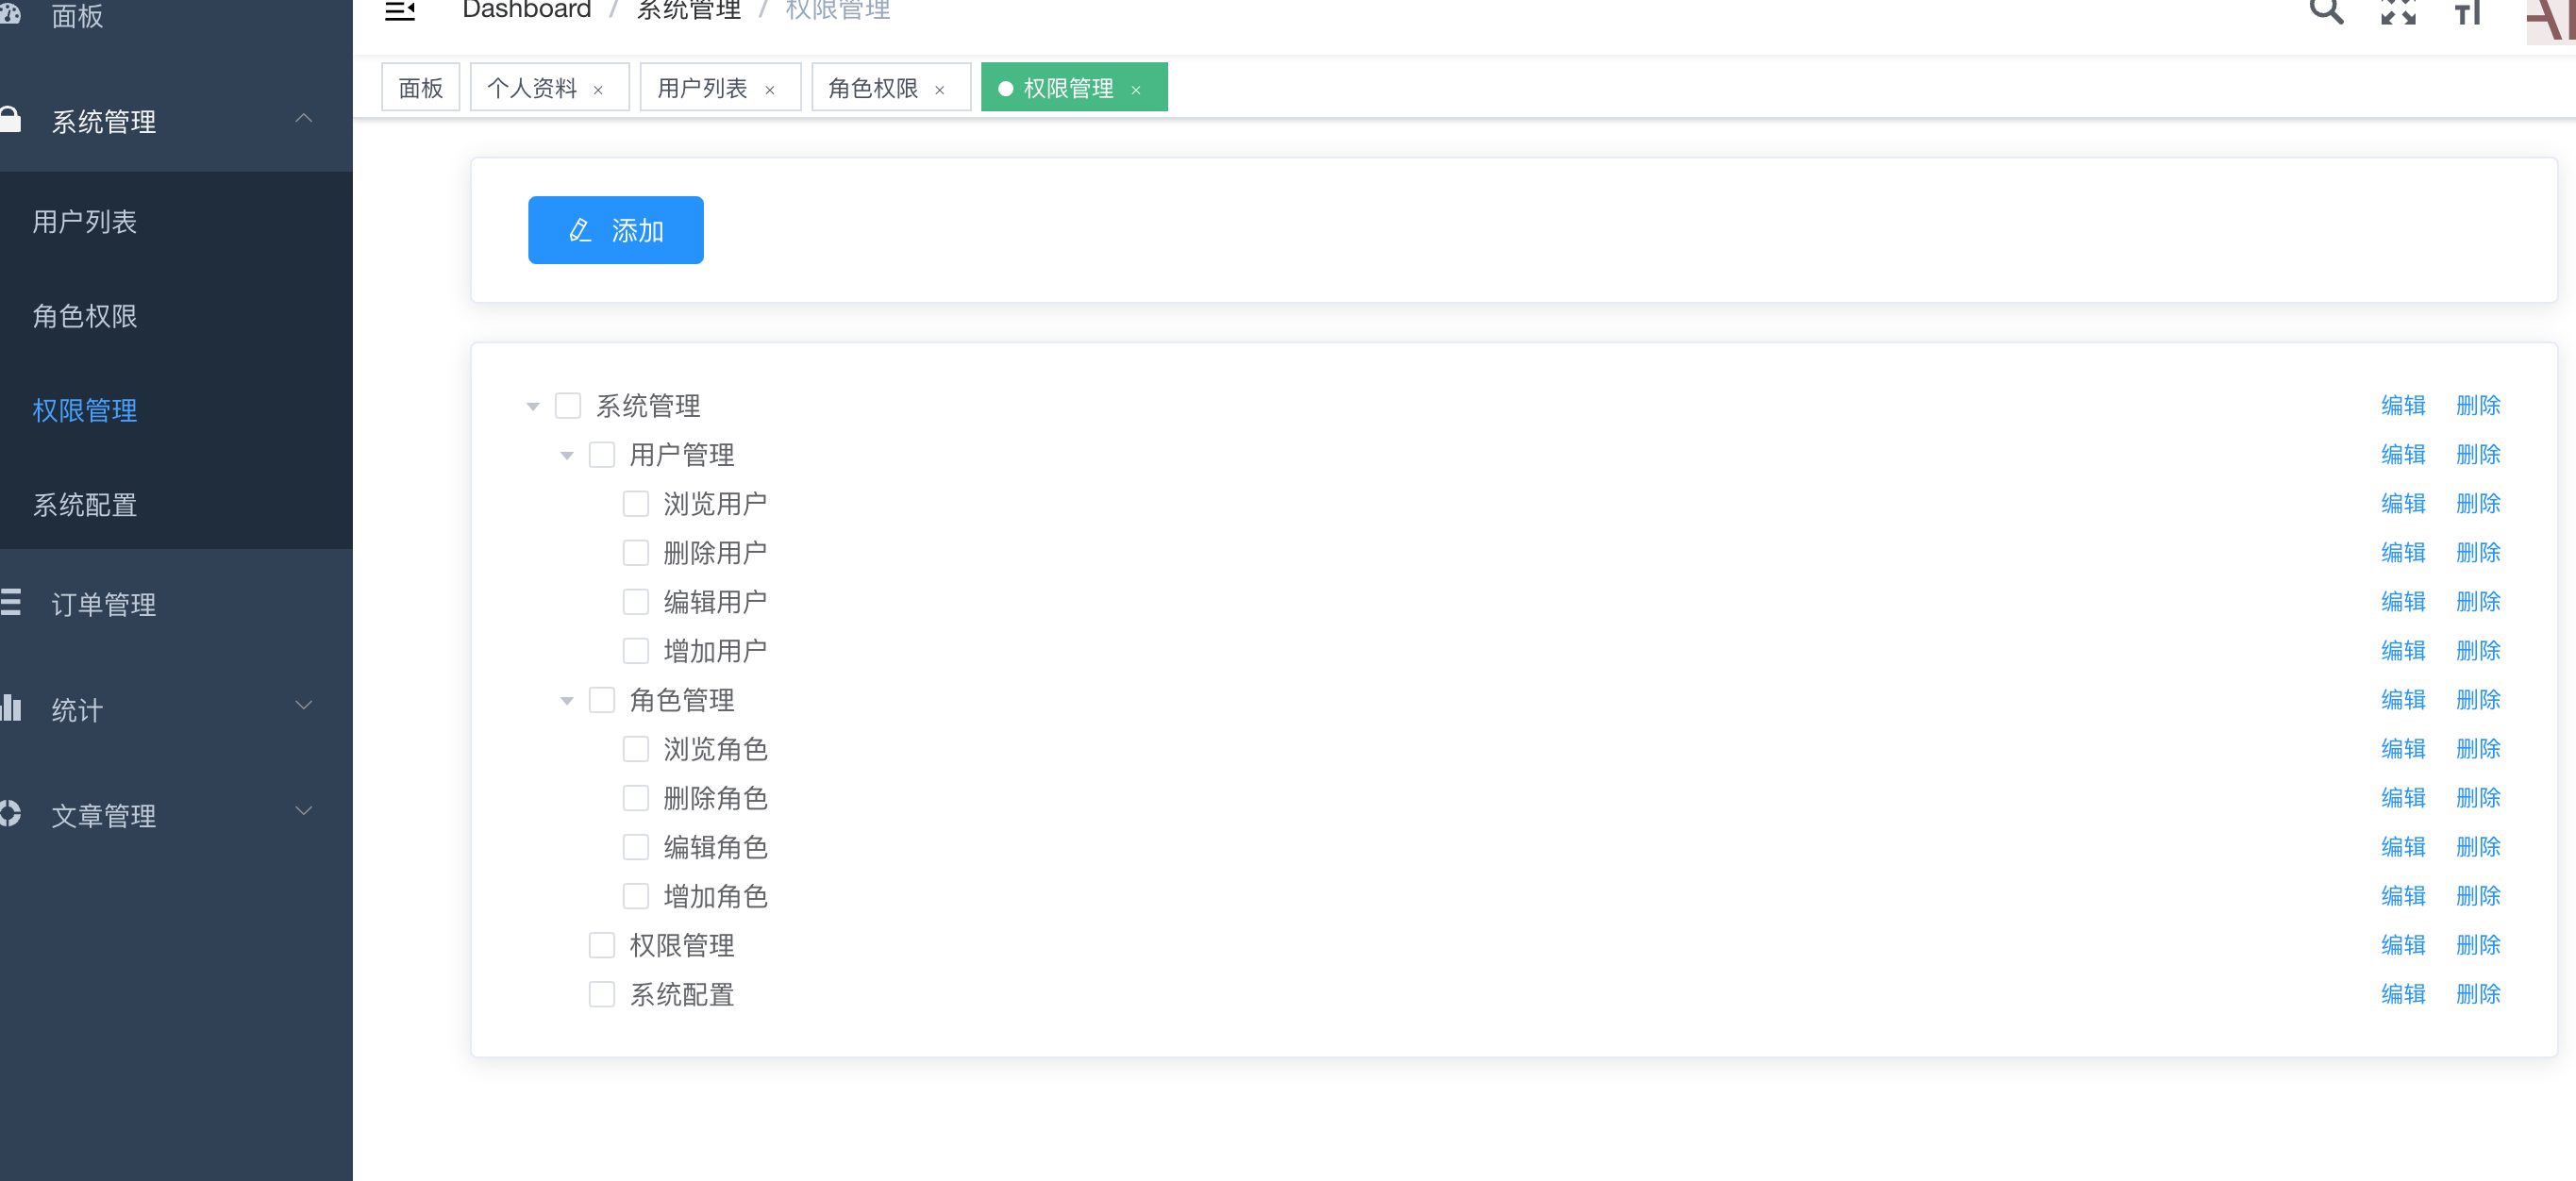 面板
系统管理
用户列表
角色权限
权限管理
系统配置
订单管理
统计
文章管理
Dashboard / 系统管理 / 权限管理
面板 个人资料 × 用户列表 × 角色权限 × 权限管理 ×
添加
系统管理 编辑 删除
用户管理 编辑 删除
浏览用户 编辑 删除
删除用户 编辑 删除
编辑用户 编辑 删除
增加用户 编辑 删除
角色管理 编辑 删除
浏览角色 编辑 删除
删除角色 编辑 删除
编辑角色 编辑 删除
增加角色 编辑 删除
权限管理 编辑 删除
系统配置 编辑 删除